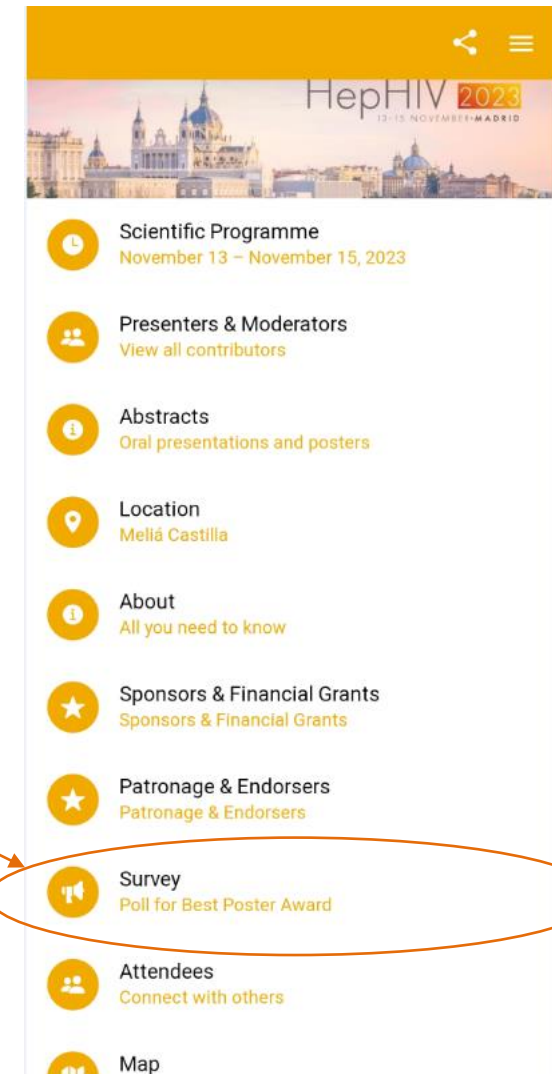 HepHIV 2023
13-15 NOVEMBER • MADRID
Scientific Programme
November 13 – November 15, 2023
Presenters & Moderators
View all contributors
Abstracts
Oral presentations and posters
Location
Meliá Castilla
About
All you need to know
Sponsors & Financial Grants
Sponsors & Financial Grants
Patronage & Endorsers
Patronage & Endorsers
Survey
Poll for Best Poster Award
Attendees
Connect with others
Map